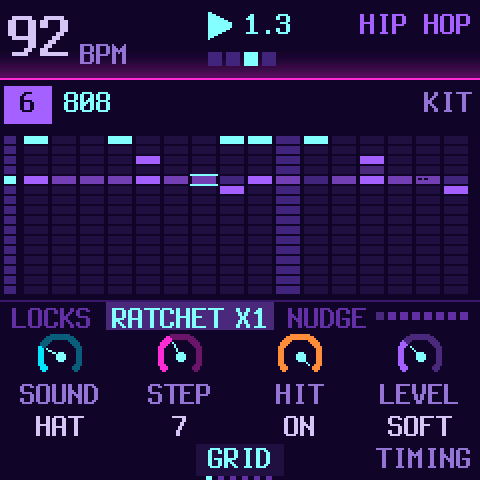 92 BPM 1.3 HIP HOP
6 808 KIT
LOCKS RATCHET X1 NUDGE
SOUND STEP HIT LEVEL
HAT 7 ON SOFT
GRID TIMING